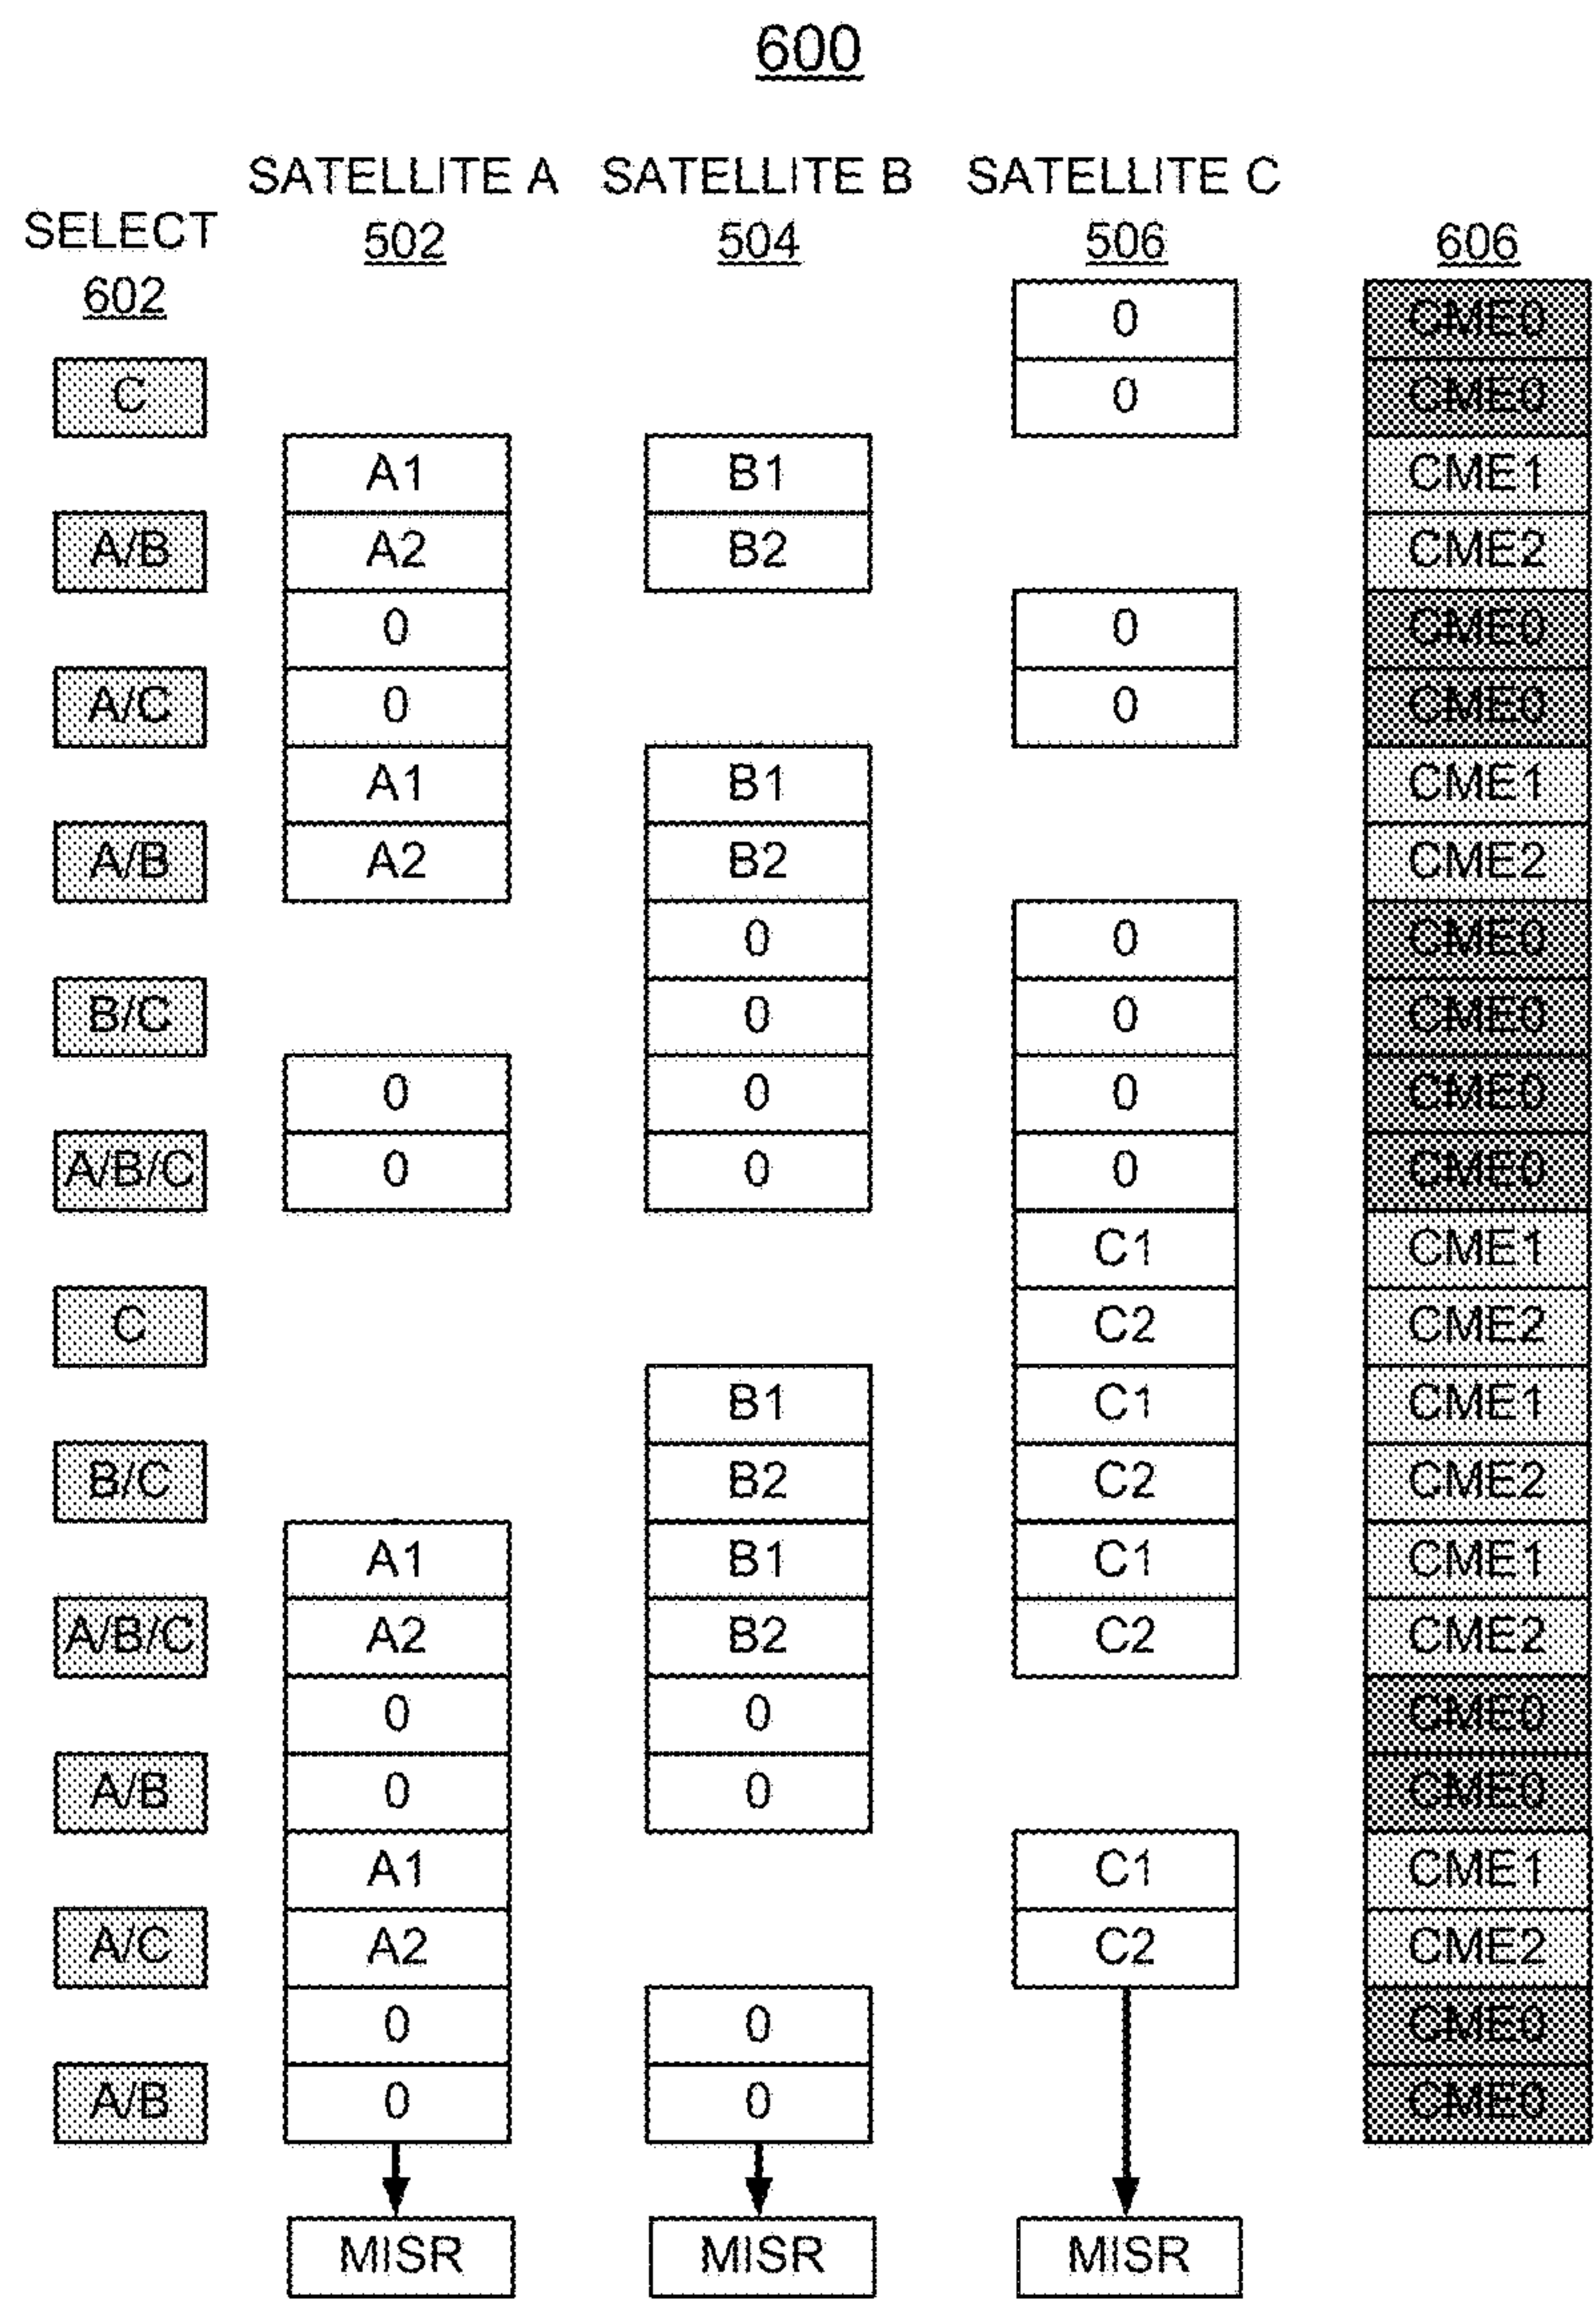 600
SATELLITE A SATELLITE B SATELLITE C
SELECT 502 504 506 606
602
0 CME0
C 0 CME0
A1 B1 CME1
A/B A2 B2 CME2
0 0 CME0
A/C 0 0 CME0
A1 B1 CME1
A/B A2 B2 CME2
0 0 CME0
B/C 0 0 CME0
0 0 0 CME0
A/B/C 0 0 0 CME0
C1 CME1
C C2 CME2
B1 C1 CME1
B/C B2 C2 CME2
A1 B1 C1 CME1
A/B/C A2 B2 C2 CME2
0 0 CME0
A/B 0 0 CME0
A1 C1 CME1
A/C A2 C2 CME2
0 0 CME0
A/B 0 0 CME0
MISR MISR MISR